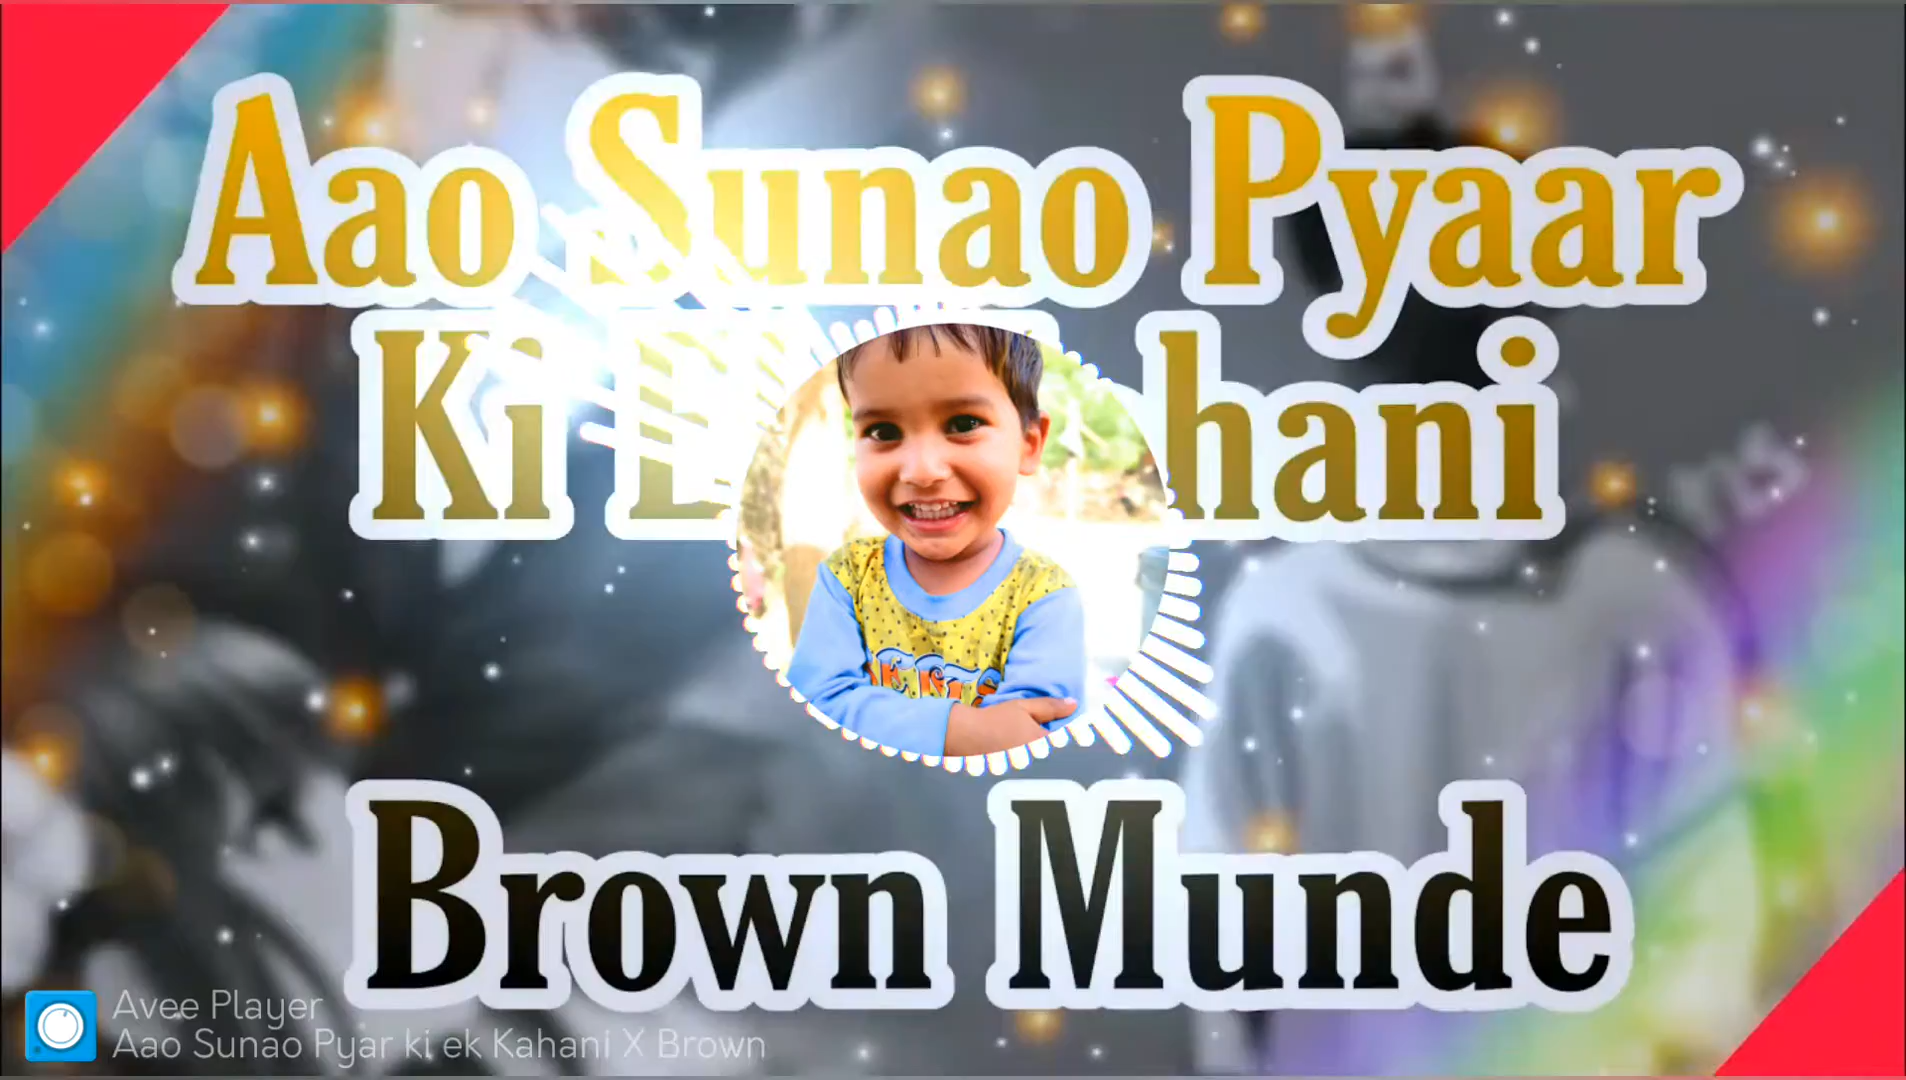 Aao Sunao Pyaar
Ki hani
Brown Munde
Avee Player
Aao Sunao Pyar ki ek Kahani X Brown